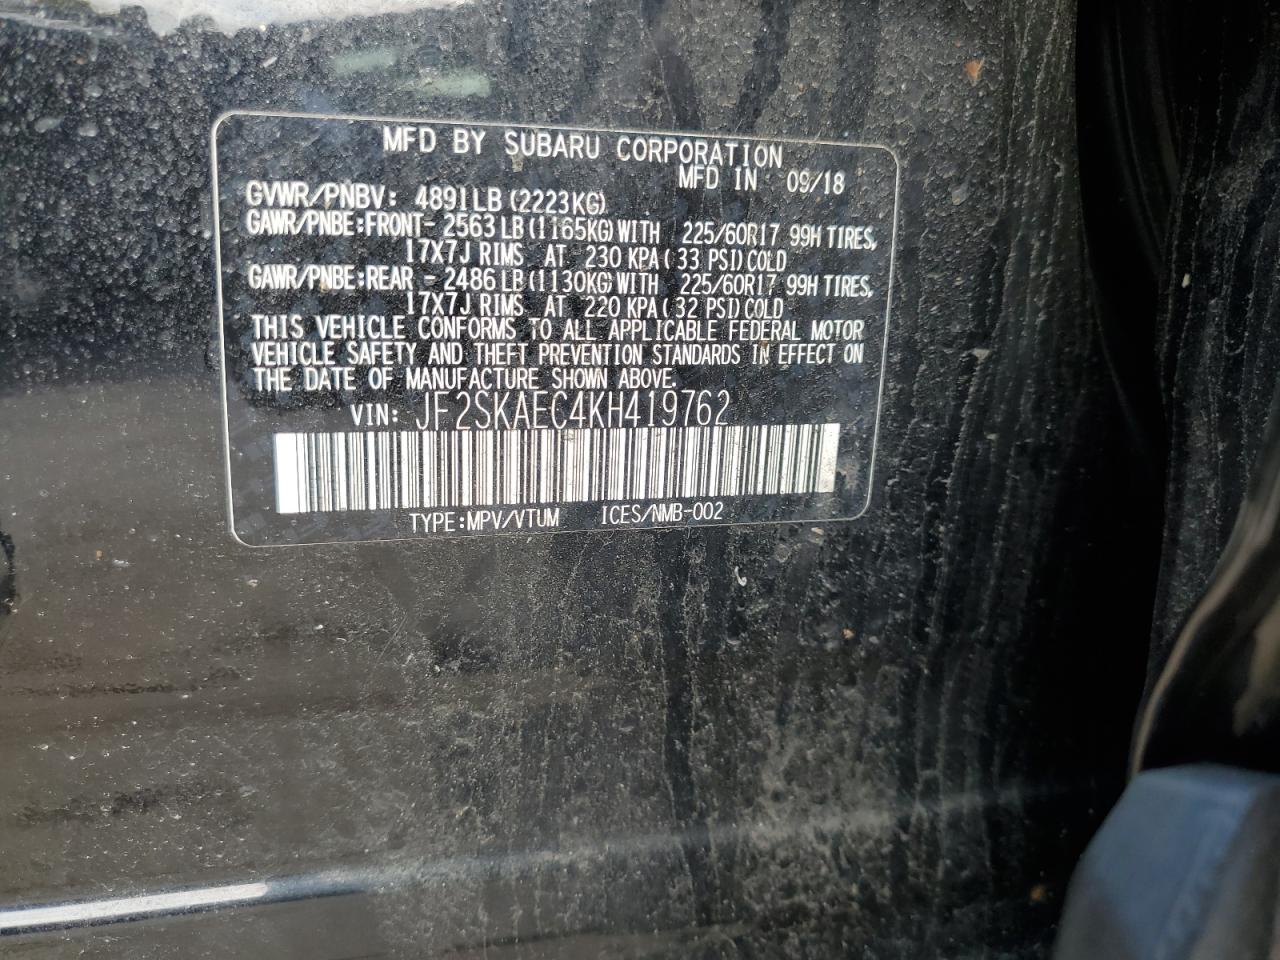 MFD BY SUBARU CORPORATION
MFD IN 09/18
GVWR/PNBV: 4891LB (2223KG)
GAWR/PNBE:FRONT- 2563 LB (1165KG) WITH 225/60R17 99H TIRES,
17X7J RIMS AT 230 KPA ( 33 PSI) COLD
GAWR/PNBE:REAR - 2486 LB (1130KG) WITH 225/60R17 99H TIRES,
17X7J RIMS AT 220 KPA ( 32 PSI) COLD
THIS VEHICLE CONFORMS TO ALL APPLICABLE FEDERAL MOTOR
VEHICLE SAFETY AND THEFT PREVENTION STANDARDS IN EFFECT ON
THE DATE OF MANUFACTURE SHOWN ABOVE.
VIN: JF2SKAEC4KH419762
TYPE:MPV/VTUM ICES/NMB-002